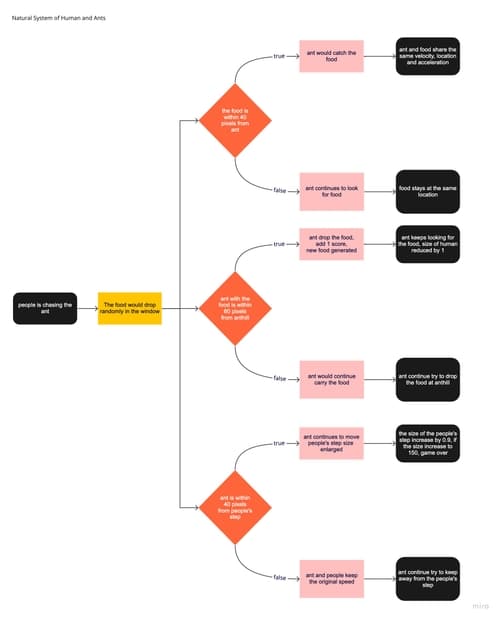 Natural System of Human and Ants
true
ant would catch the
food
ant and food share the
same velocity, location
and acceleration
the food is
within 40
pixels from
ant
false
ant continues to look
for food
food stays at the same
location
true
ant drop the food,
add 1 score,
new food generated
ant keeps looking for
the food, size of human
reduced by 1
people is chasing the
ant
The food would drop
randomly in the window
ant with the
food is within
60 pixels
from anthill
false
ant would continue
carry the food
ant continue try to drop
the food at anthill
true
ant continues to move
people's step size
enlarged
the size of the people's
step increase by 0.9, if
the size increase to
150, game over
ant is within
40 pixels
from people's
step
false
ant and people keep
the original speed
ant continue try to keep
away from the people's
step
miro